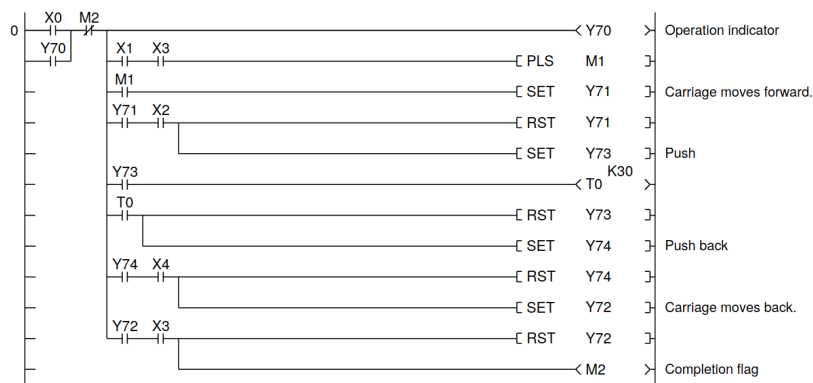 X0 M2
0 Y70 Operation indicator
Y70 X1 X3
PLS M1
M1
SET Y71 Carriage moves forward.
Y71 X2
RST Y71
SET Y73 Push
Y73 K30
T0
T0
RST Y73
SET Y74 Push back
Y74 X4
RST Y74
SET Y72 Carriage moves back.
Y72 X3
RST Y72
M2 Completion flag